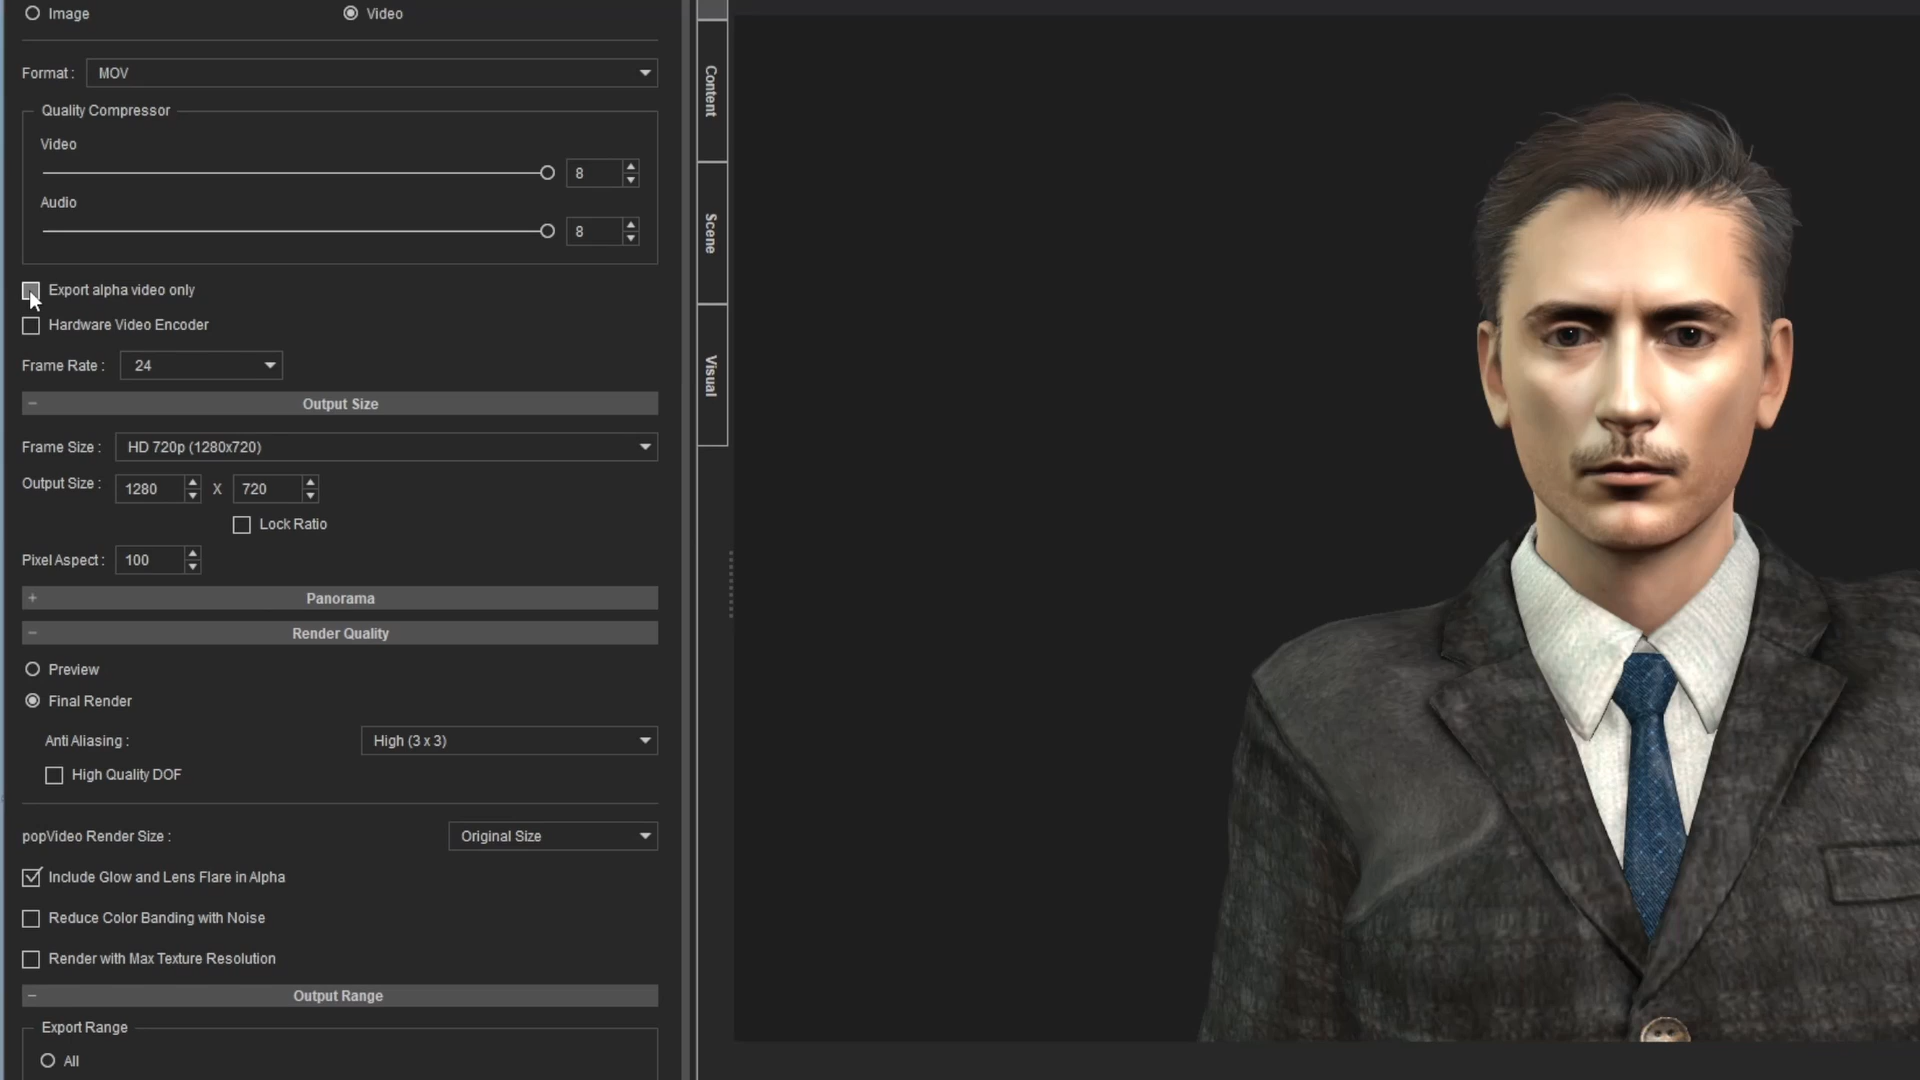 Image
Video
Format :
MOV
Quality Compressor
Video
8
Audio
8
Export alpha video only
Hardware Video Encoder
Frame Rate :
24
Output Size
Frame Size :
HD 720p (1280x720)
Output Size :
1280
X
720
Lock Ratio
Pixel Aspect :
100
Panorama
Render Quality
Preview
Final Render
Anti Aliasing :
High (3 x 3)
High Quality DOF
popVideo Render Size :
Original Size
Include Glow and Lens Flare in Alpha
Reduce Color Banding with Noise
Render with Max Texture Resolution
Output Range
Export Range
All
Content
Scene
Visual